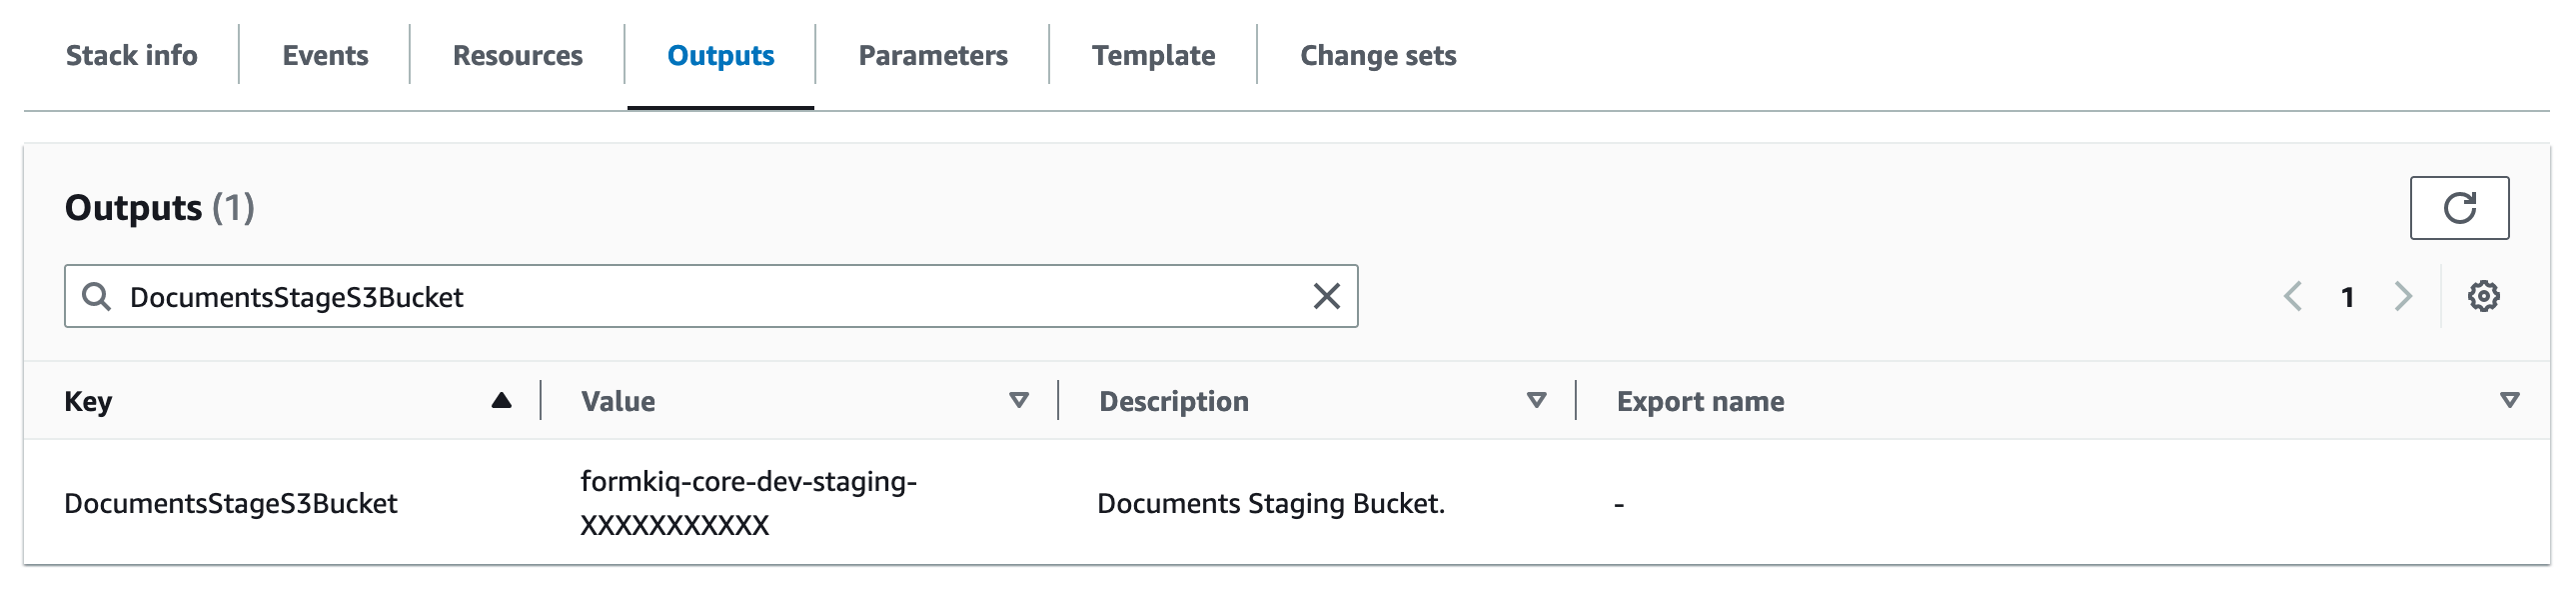 Stack info Events Resources Outputs Parameters Template Change sets
Outputs (1)
DocumentsStageS3Bucket
1
Key Value Description Export name
DocumentsStageS3Bucket formkiq-core-dev-staging-
XXXXXXXXXXX Documents Staging Bucket. -